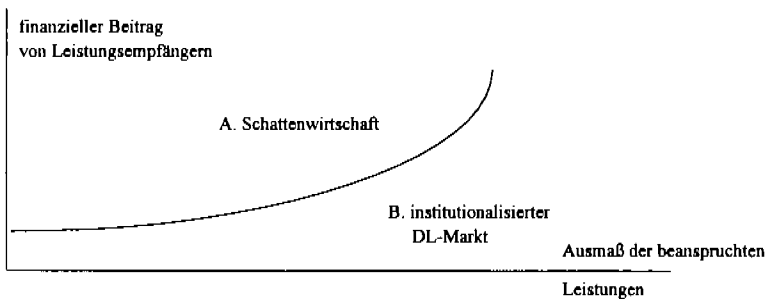 finanzieller Beitrag
von Leistungsempfängern
A. Schattenwirtschaft
B. institutionalisierter
DL-Markt
Ausmaß der beanspruchten
Leistungen